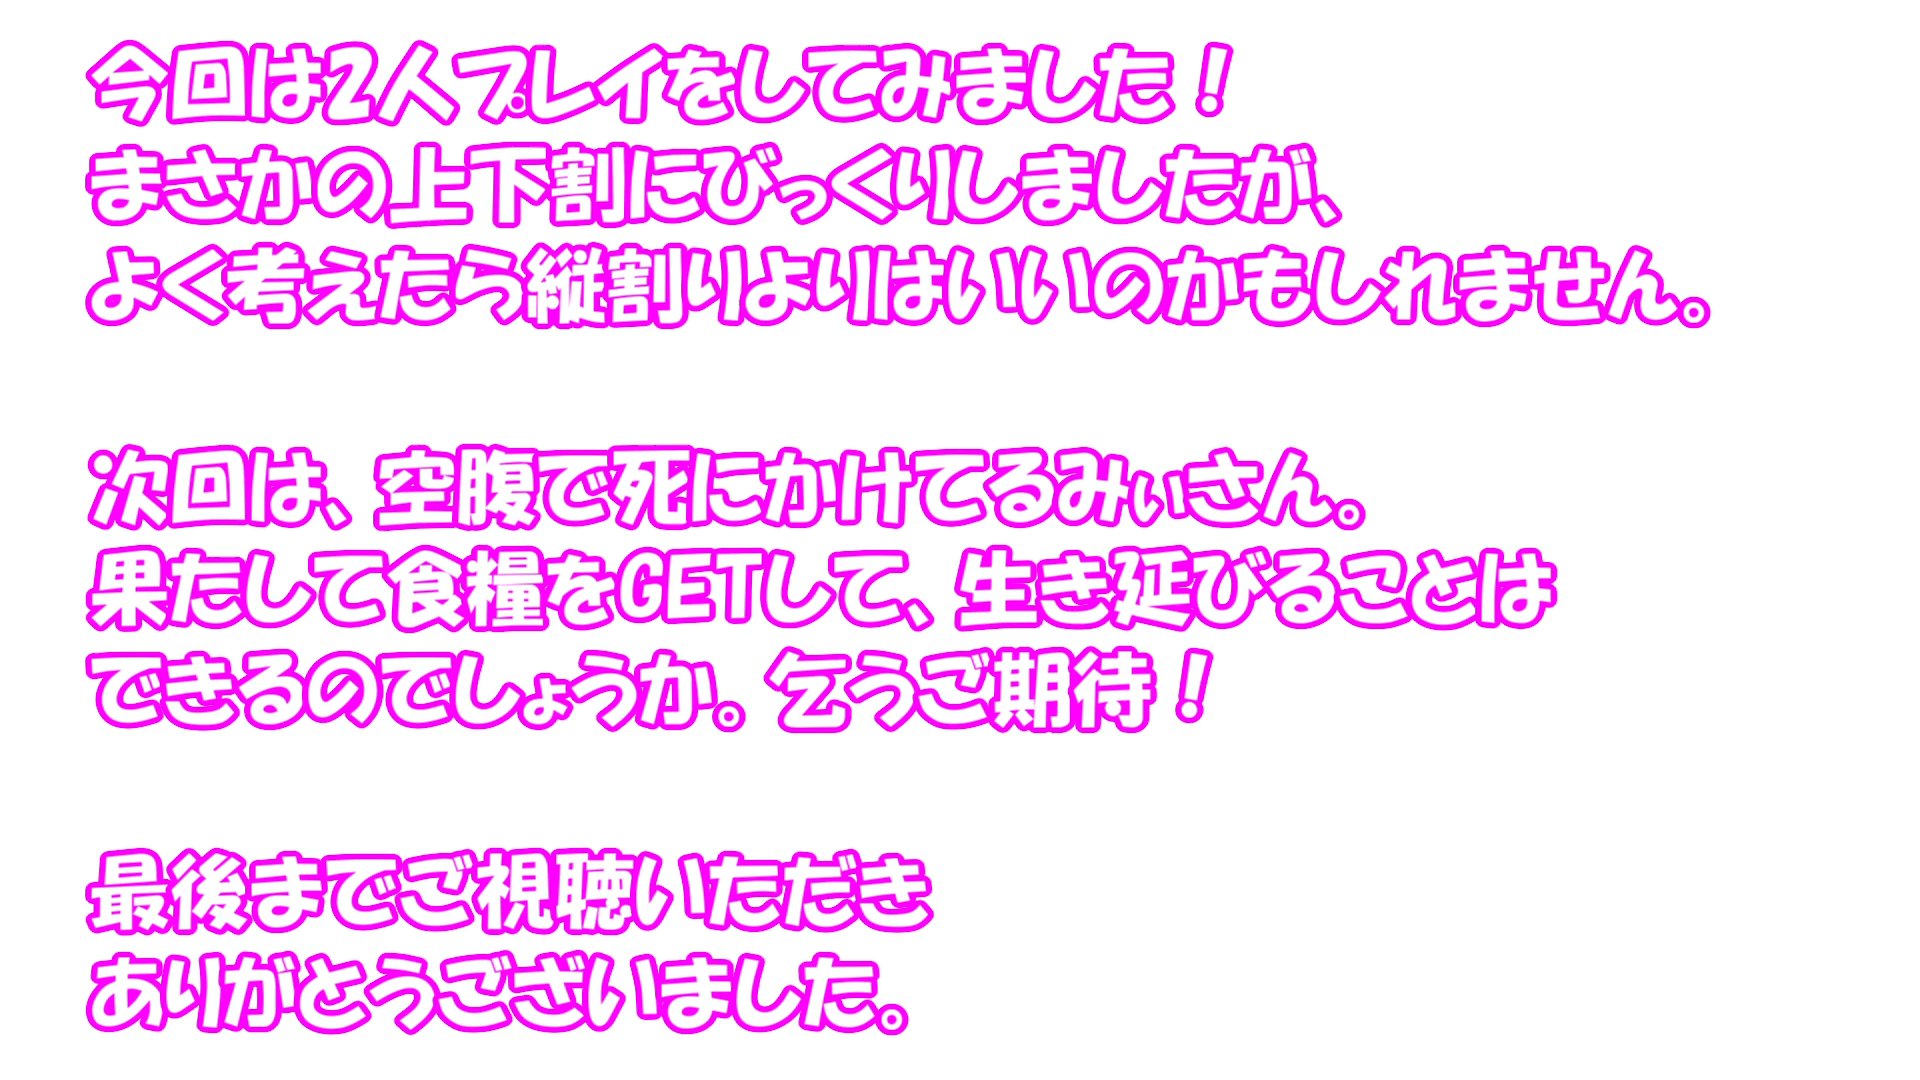 今回は2人プレイをしてみました！
まさかの上下割にびっくりしましたが、
よく考えたら縦割りよりはいいのかもしれません。
次回は、空腹で死にかけてるみぃさん。
果たして食糧をGETして、生き延びることは
できるのでしょうか。乞うご期待！
最後までご視聴いただき
ありがとうございました。